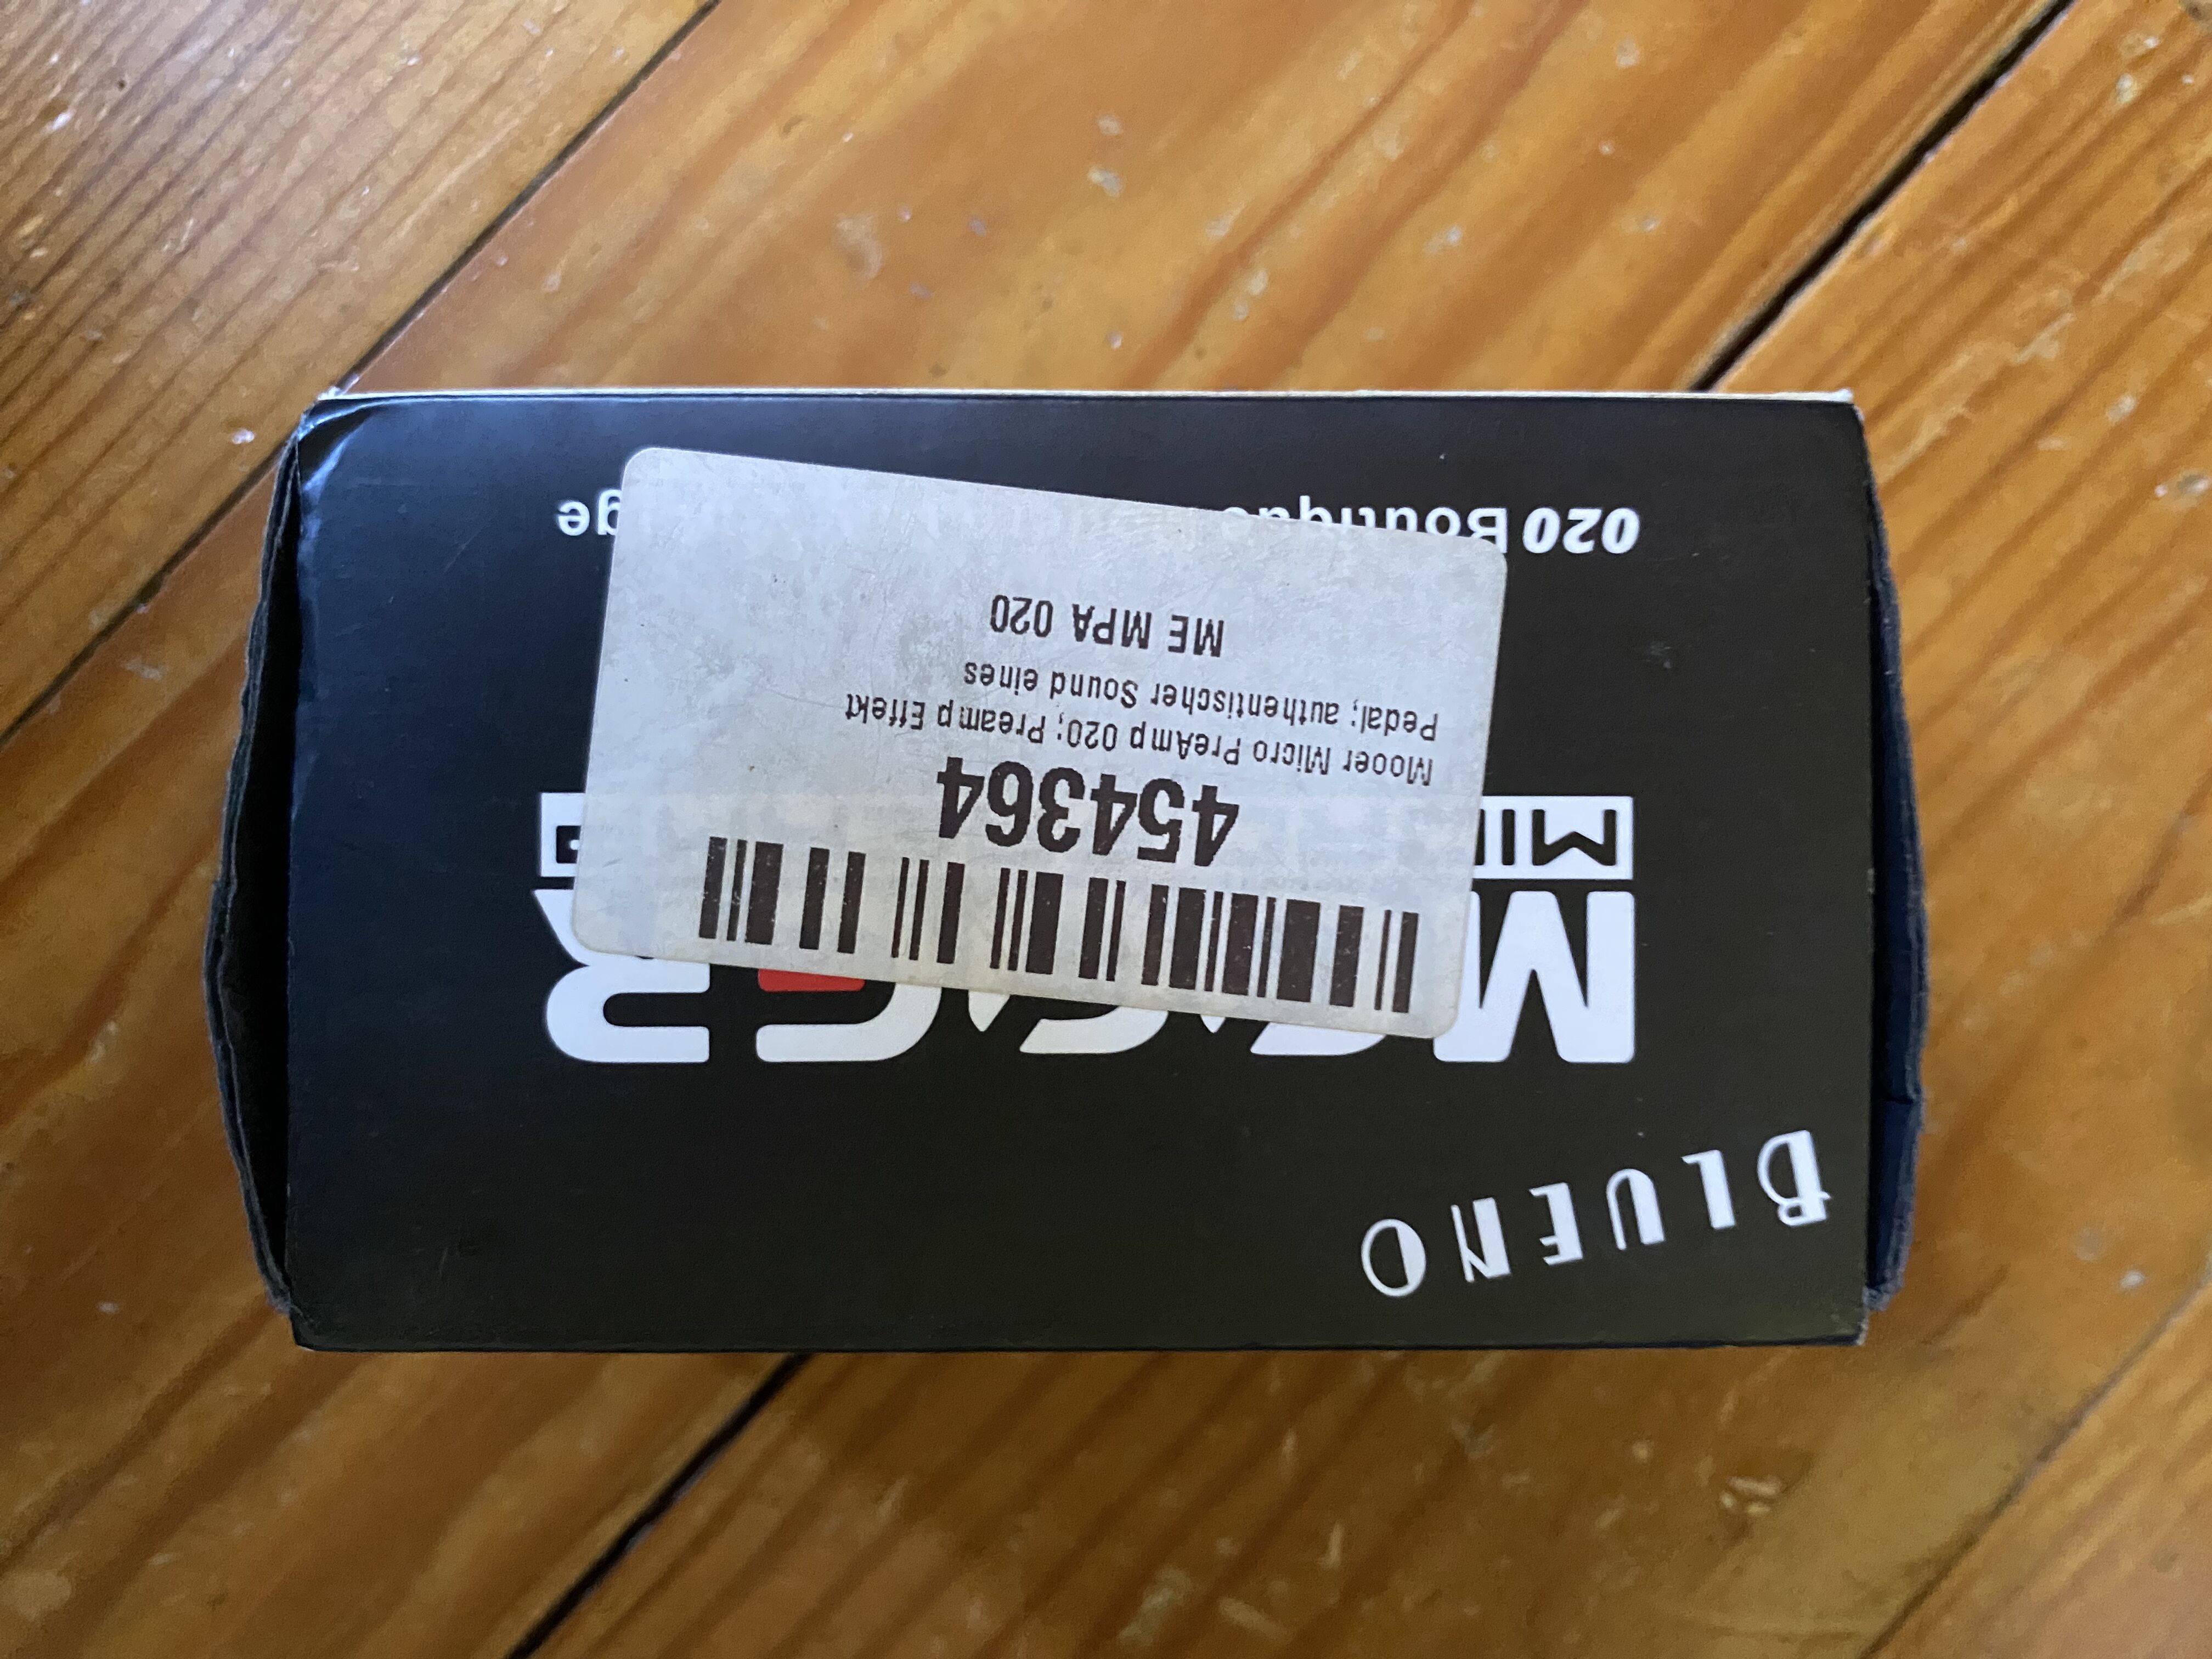 BLUENO
MOOER
454364
Mooer Micro PreAmp 020; Preamp Effekt
Pedal; authentischer Sound eines
ME MPA 020
020 Boutique